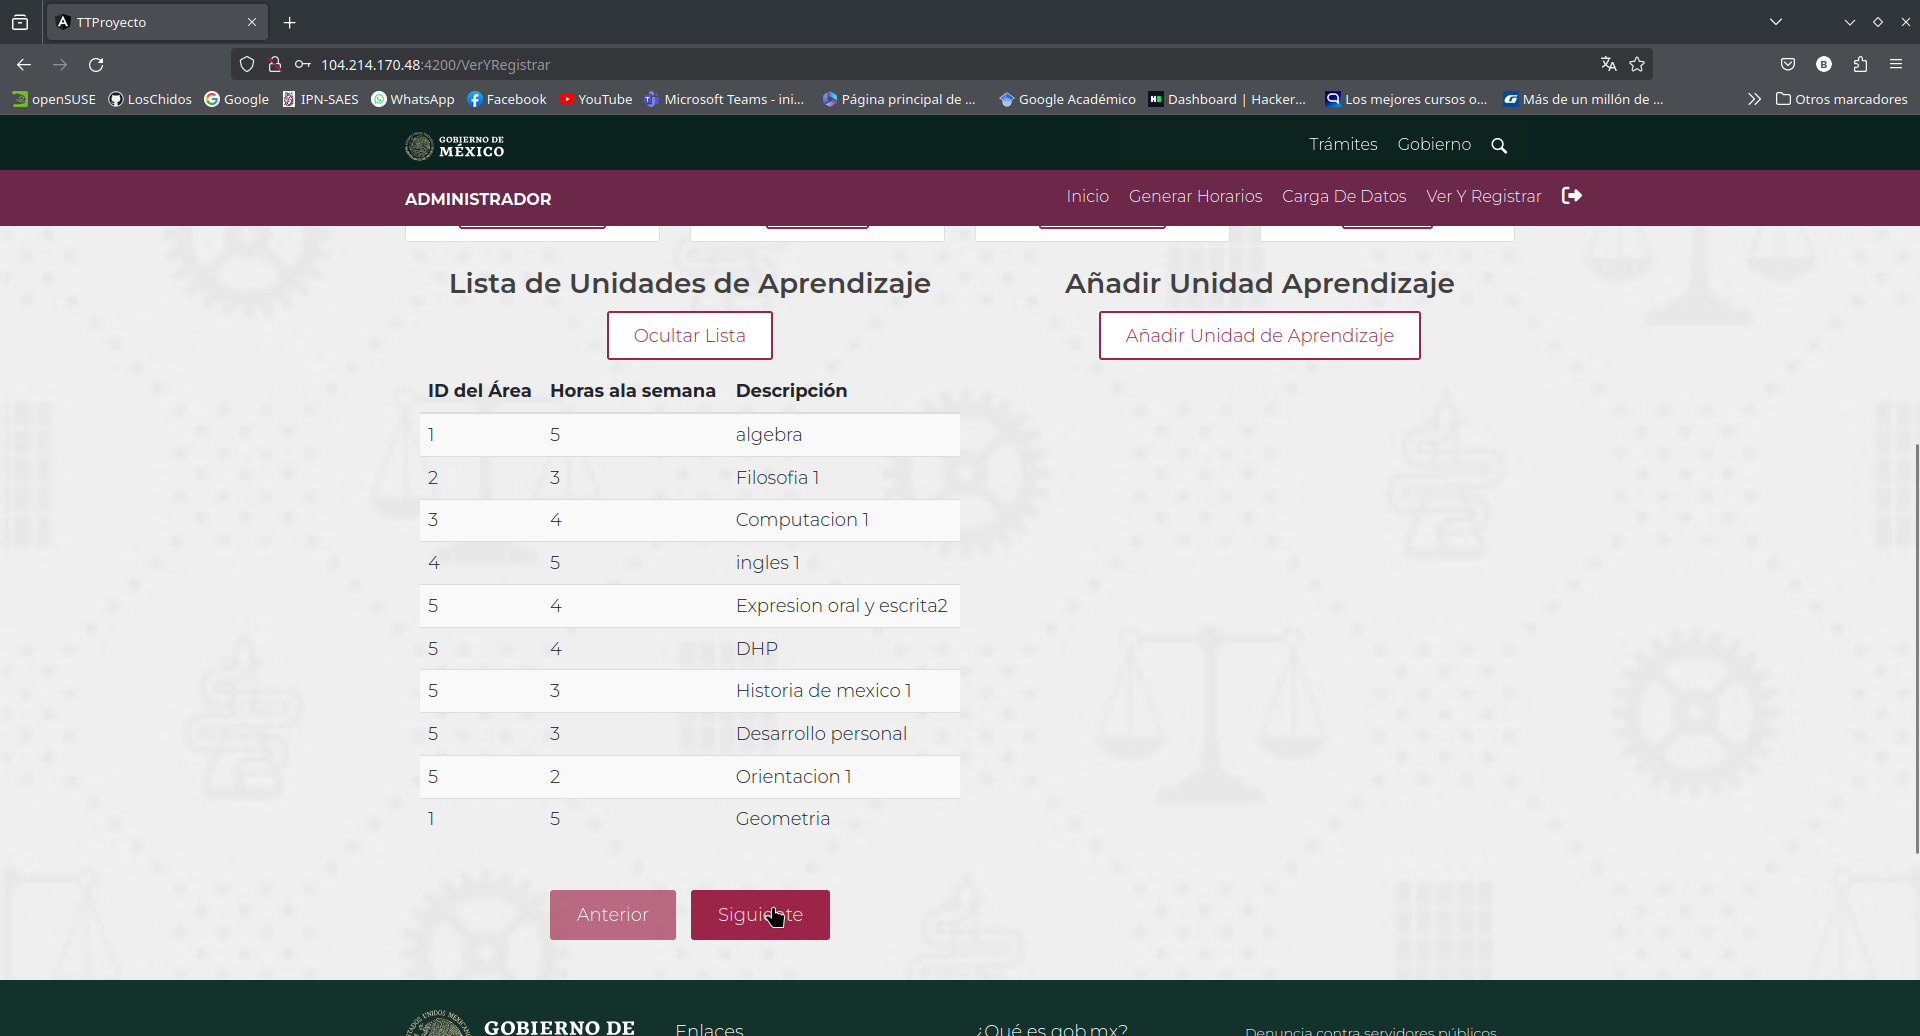 TTProyecto
104.214.170.48:4200/VerYRegistrar
openSUSE LosChidos Google IPN-SAES WhatsApp Facebook YouTube Microsoft Teams - ini... Página principal de ... Google Académico Dashboard | Hacker... Los mejores cursos o... Más de un millón de ... Otros marcadores
GOBIERNO DE
MÉXICO
Trámites Gobierno
ADMINISTRADOR
Inicio Generar Horarios Carga De Datos Ver Y Registrar
Lista de Unidades de Aprendizaje
Añadir Unidad Aprendizaje
Ocultar Lista
Añadir Unidad de Aprendizaje
ID del Área Horas ala semana Descripción
1 5 algebra
2 3 Filosofia 1
3 4 Computacion 1
4 5 ingles 1
5 4 Expresion oral y escrita2
5 4 DHP
5 3 Historia de mexico 1
5 3 Desarrollo personal
5 2 Orientacion 1
1 5 Geometria
Anterior Siguiente
GOBIERNO DE
Enlaces
¿Qué es gob.mx?
Denuncia contra servidores públicos